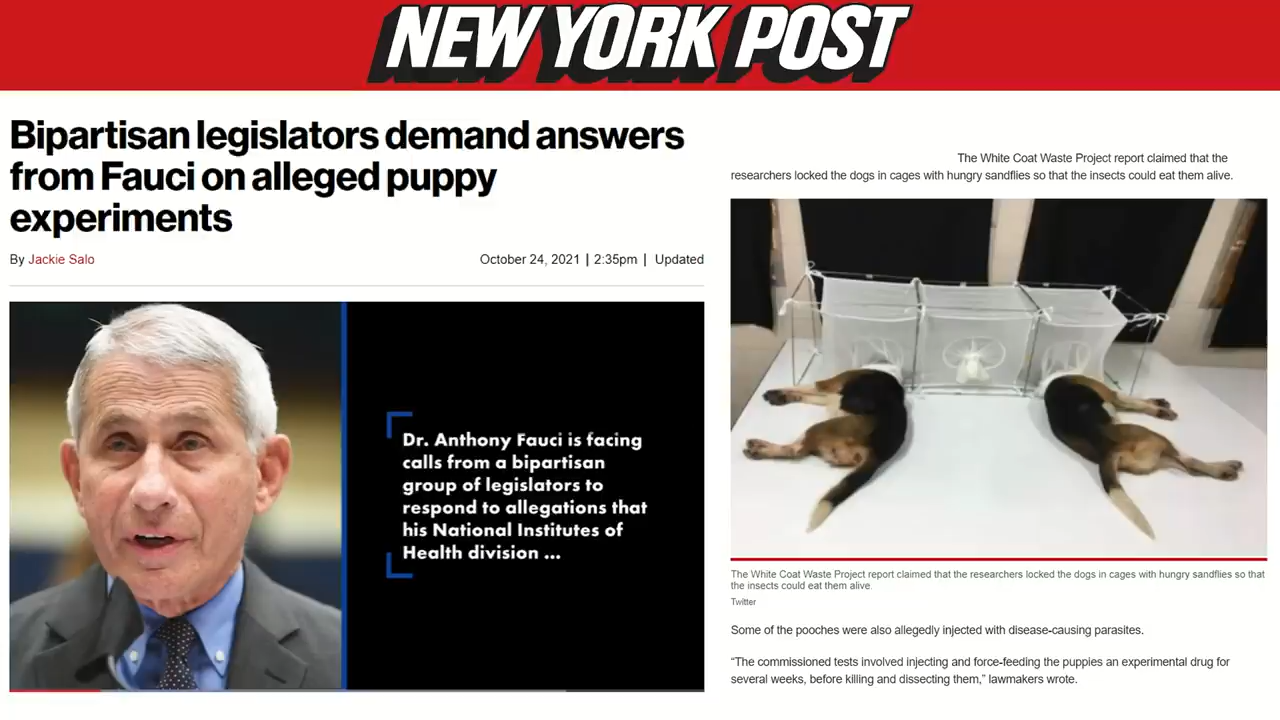 NEW YORK POST
Bipartisan legislators demand answers
from Fauci on alleged puppy
experiments
By Jackie Salo October 24, 2021 | 2:35pm | Updated
Dr. Anthony Fauci is facing
calls from a bipartisan
group of legislators to
respond to allegations that
his National Institutes of
Health division ...
The White Coat Waste Project report claimed that the
researchers locked the dogs in cages with hungry sandflies so that the insects could eat them alive.
The White Coat Waste Project report claimed that the researchers locked the dogs in cages with hungry sandflies so that
the insects could eat them alive.
Twitter
Some of the pooches were also allegedly injected with disease-causing parasites.
“The commissioned tests involved injecting and force-feeding the puppies an experimental drug for
several weeks, before killing and dissecting them,” lawmakers wrote.